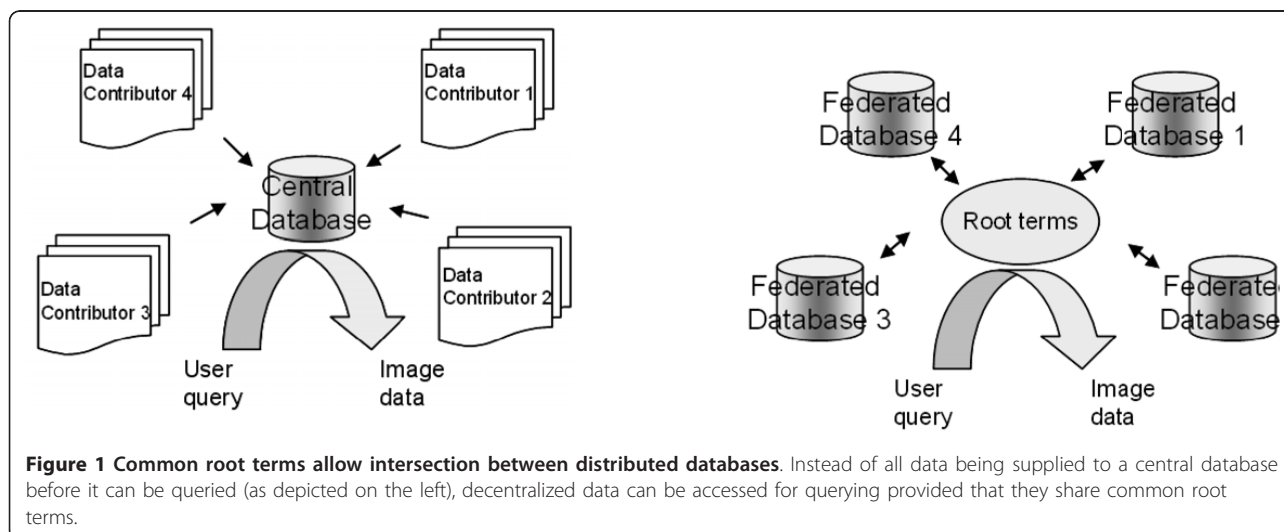 Data
Contributor 4
Data
Contributor 1
Central
Database
Data
Contributor 3
Data
Contributor 2
User
query
Image
data
Federated
Database 4
Federated
Database 1
Root terms
Federated
Database 3
Database
User
query
Image
data
Figure 1 Common root terms allow intersection between distributed databases. Instead of all data being supplied to a central database
before it can be queried (as depicted on the left), decentralized data can be accessed for querying provided that they share common root
terms.